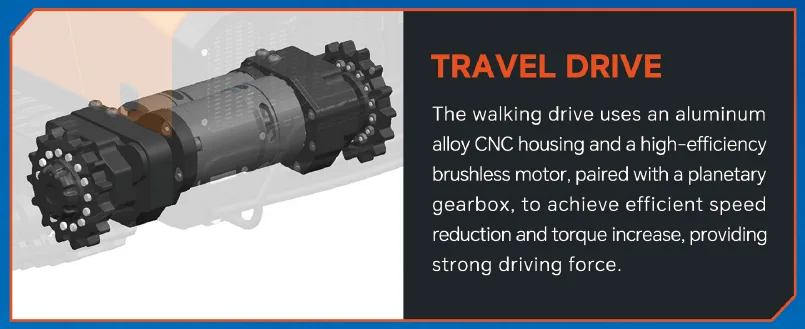 TRAVEL DRIVE
The walking drive uses an aluminum
alloy CNC housing and a high-efficiency
brushless motor, paired with a planetary
gearbox, to achieve efficient speed
reduction and torque increase, providing
strong driving force.